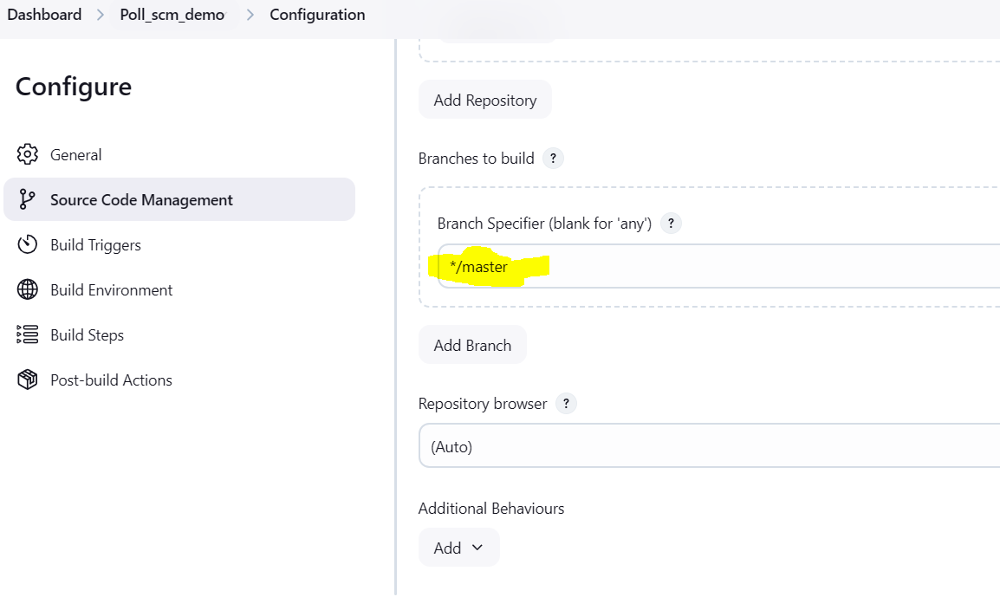 Dashboard > Poll_scm_demo > Configuration
Configure
General
Source Code Management
Build Triggers
Build Environment
Build Steps
Post-build Actions
Add Repository
Branches to build ?
Branch Specifier (blank for 'any') ?
*/master
Add Branch
Repository browser ?
(Auto)
Additional Behaviours
Add